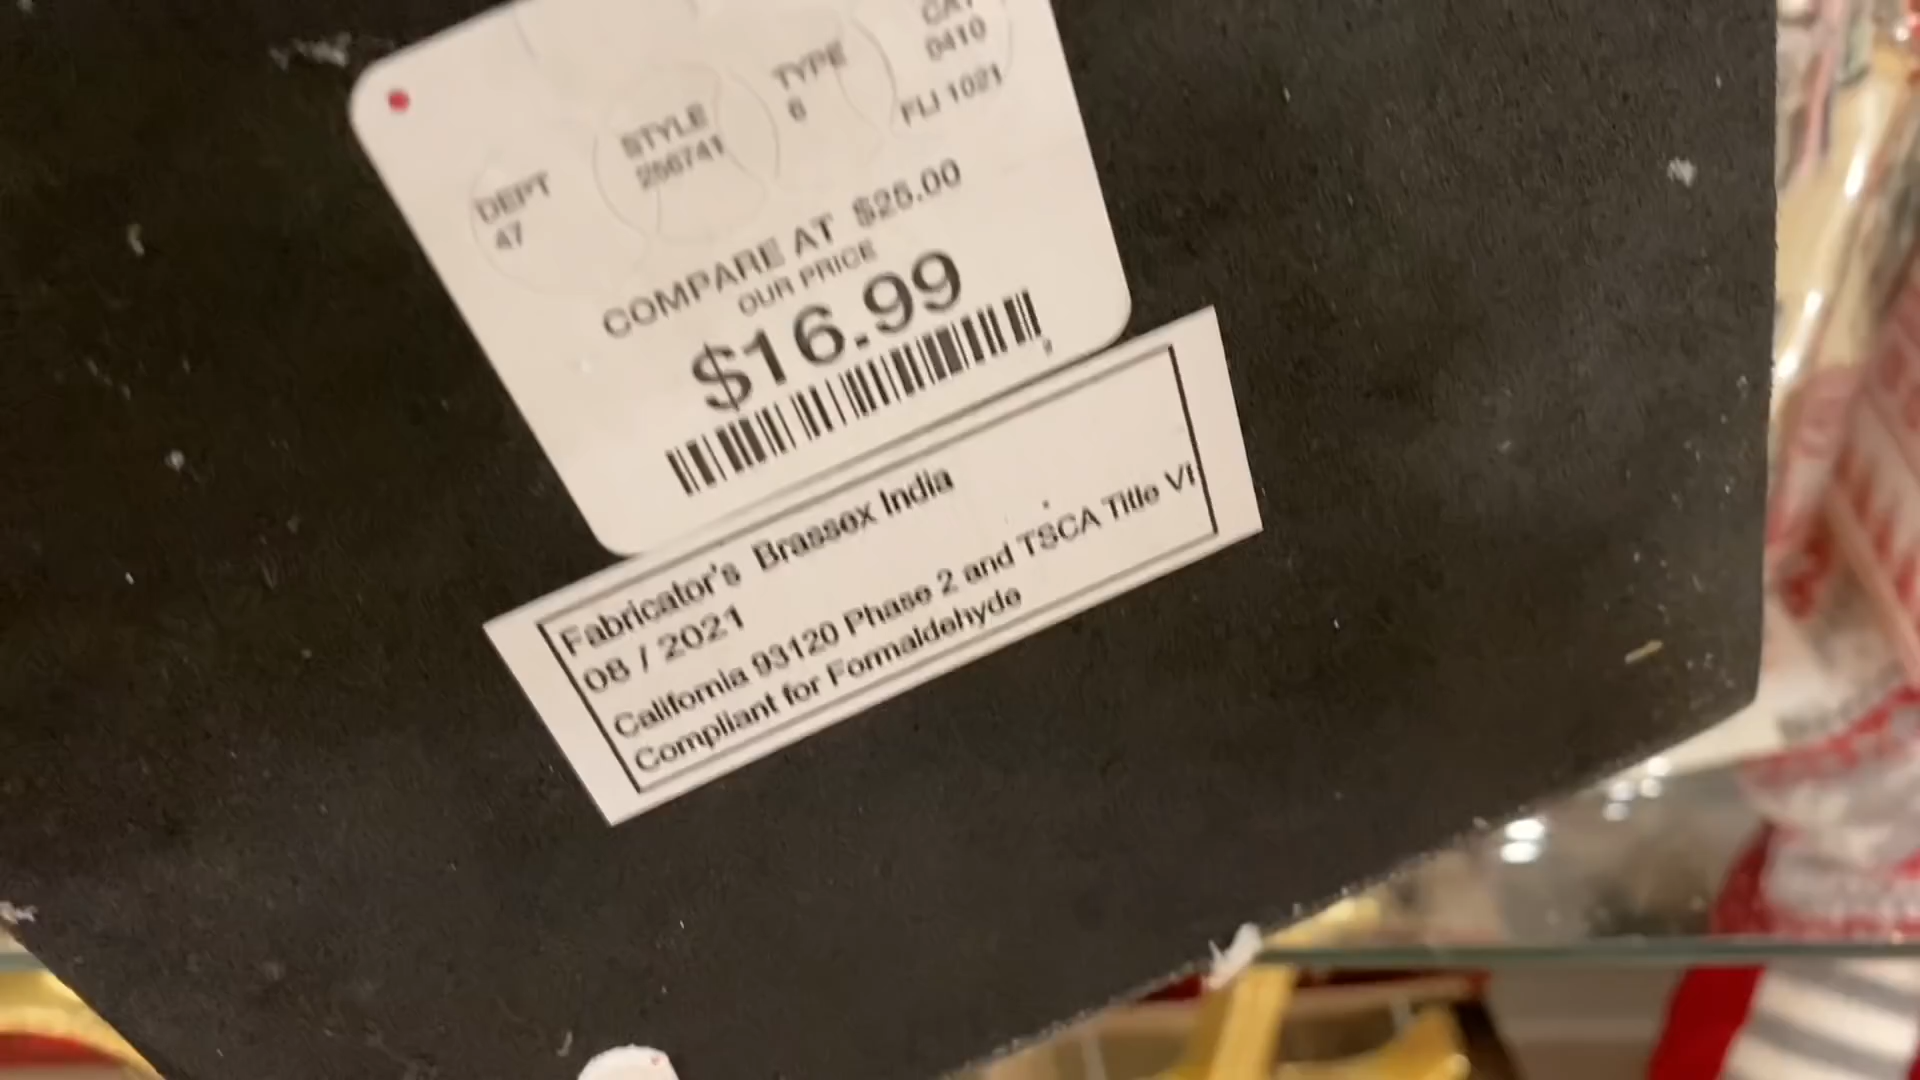 DEPT
47
STYLE
256741
TYPE
6
CAT
0410
FLI 1021
COMPARE AT $25.00
OUR PRICE
$16.99
Fabricator's Brassex India
08 / 2021
California 93120 Phase 2 and TSCA Title VI
Compliant for Formaldehyde